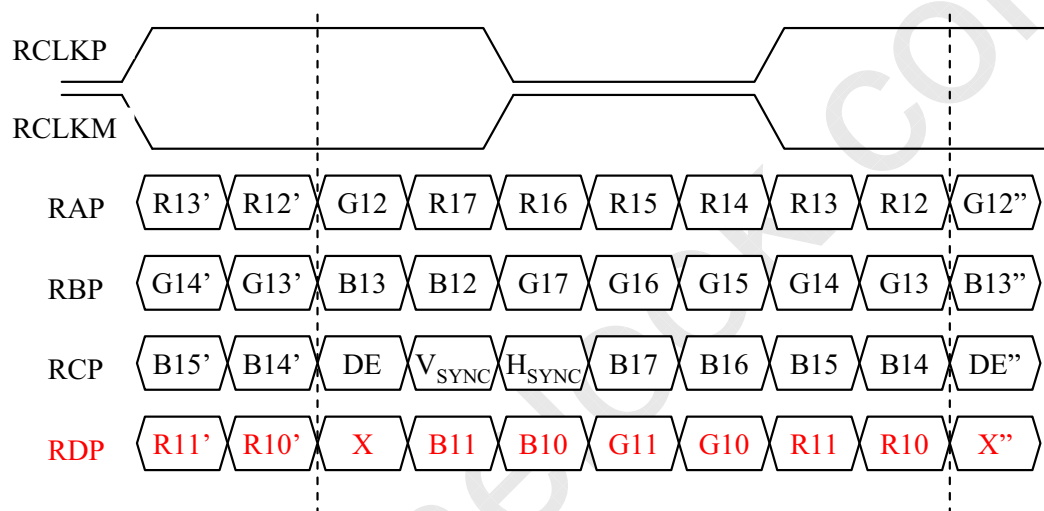 RCLKP
RCLKM
RAP R13’ R12’ G12 R17 R16 R15 R14 R13 R12 G12”
RBP G14’ G13’ B13 B12 G17 G16 G15 G14 G13 B13”
RCP B15’ B14’ DE VSYNC HSYNC B17 B16 B15 B14 DE”
RDP R11’ R10’ X B11 B10 G11 G10 R11 R10 X”